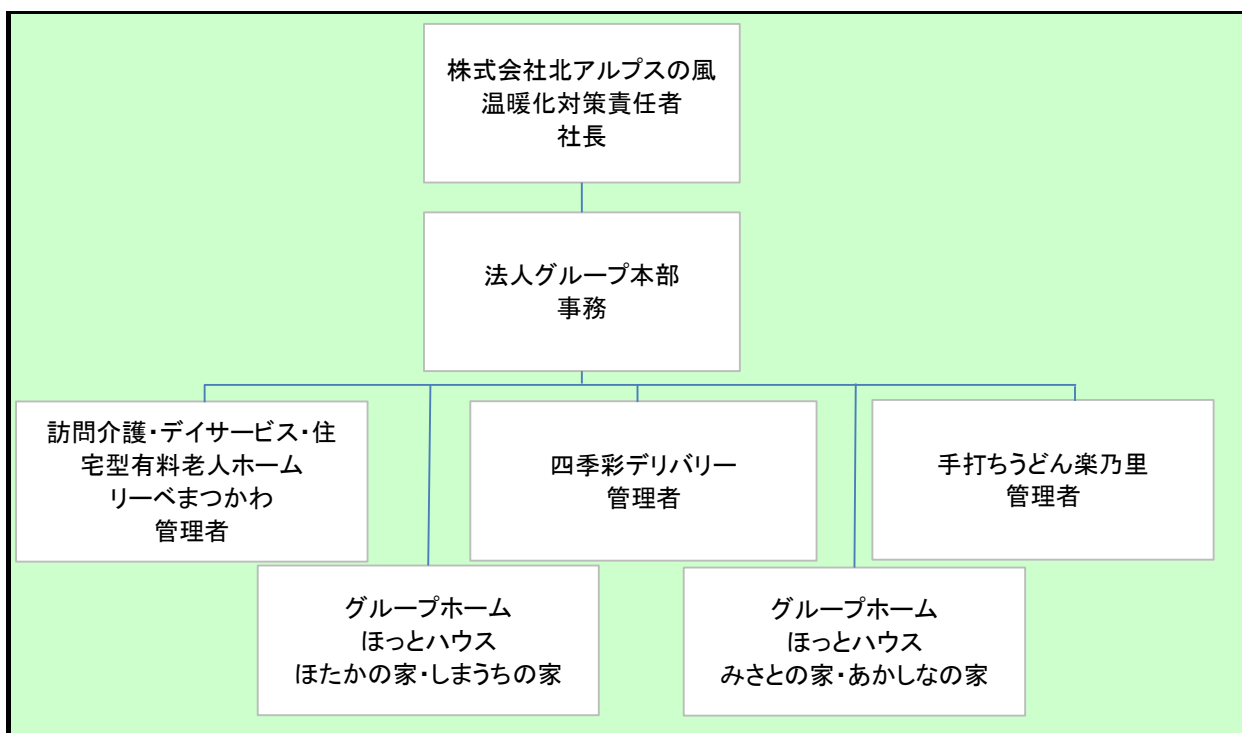 株式会社北アルプスの風
温暖化対策責任者
社長
法人グループ本部
事務
訪問介護・デイサービス・住
宅型有料老人ホーム
リーベまつかわ
管理者
四季彩デリバリー
管理者
手打ちうどん楽乃里
管理者
グループホーム
ほっとハウス
ほたかの家・しまうちの家
グループホーム
ほっとハウス
みさとの家・あかしなの家